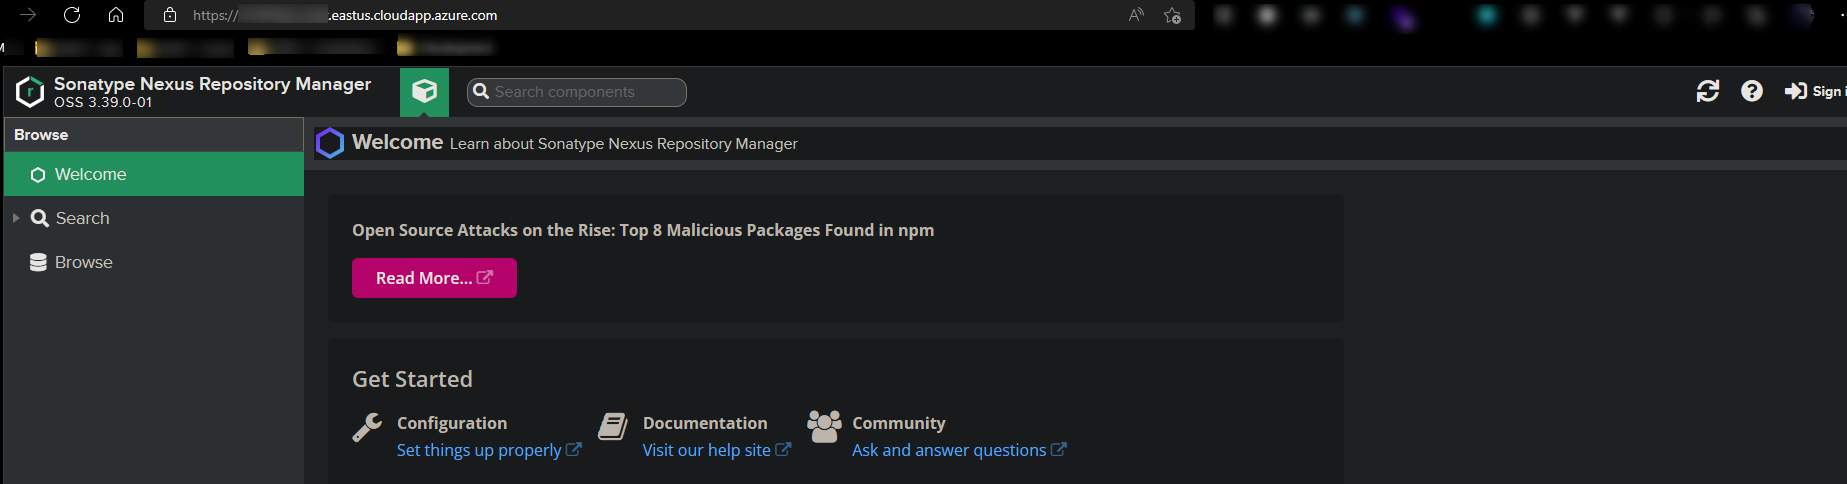 https://
.eastus.cloudapp.azure.com
Sonatype Nexus Repository Manager
OSS 3.39.0-01
Search components
Sign i
Browse
Welcome Learn about Sonatype Nexus Repository Manager
Welcome
Search
Browse
Open Source Attacks on the Rise: Top 8 Malicious Packages Found in npm
Read More...
Get Started
Configuration
Set things up properly
Documentation
Visit our help site
Community
Ask and answer questions